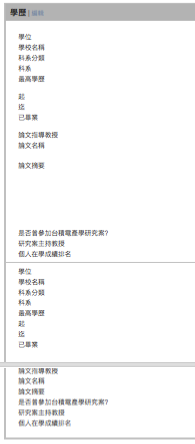 學歷 | 編輯
學位
學校名稱
科系分類
科系
最高學歷
起
迄
已畢業
論文指導教授
論文名稱
論文摘要
是否曾參加台積電產學研究案?
研究案主持教授
個人在學成績排名
學位
學校名稱
科系分類
科系
最高學歷
起
迄
已畢業
論文指導教授
論文名稱
論文摘要
是否曾參加台積電產學研究案?
研究案主持教授
個人在學成績排名